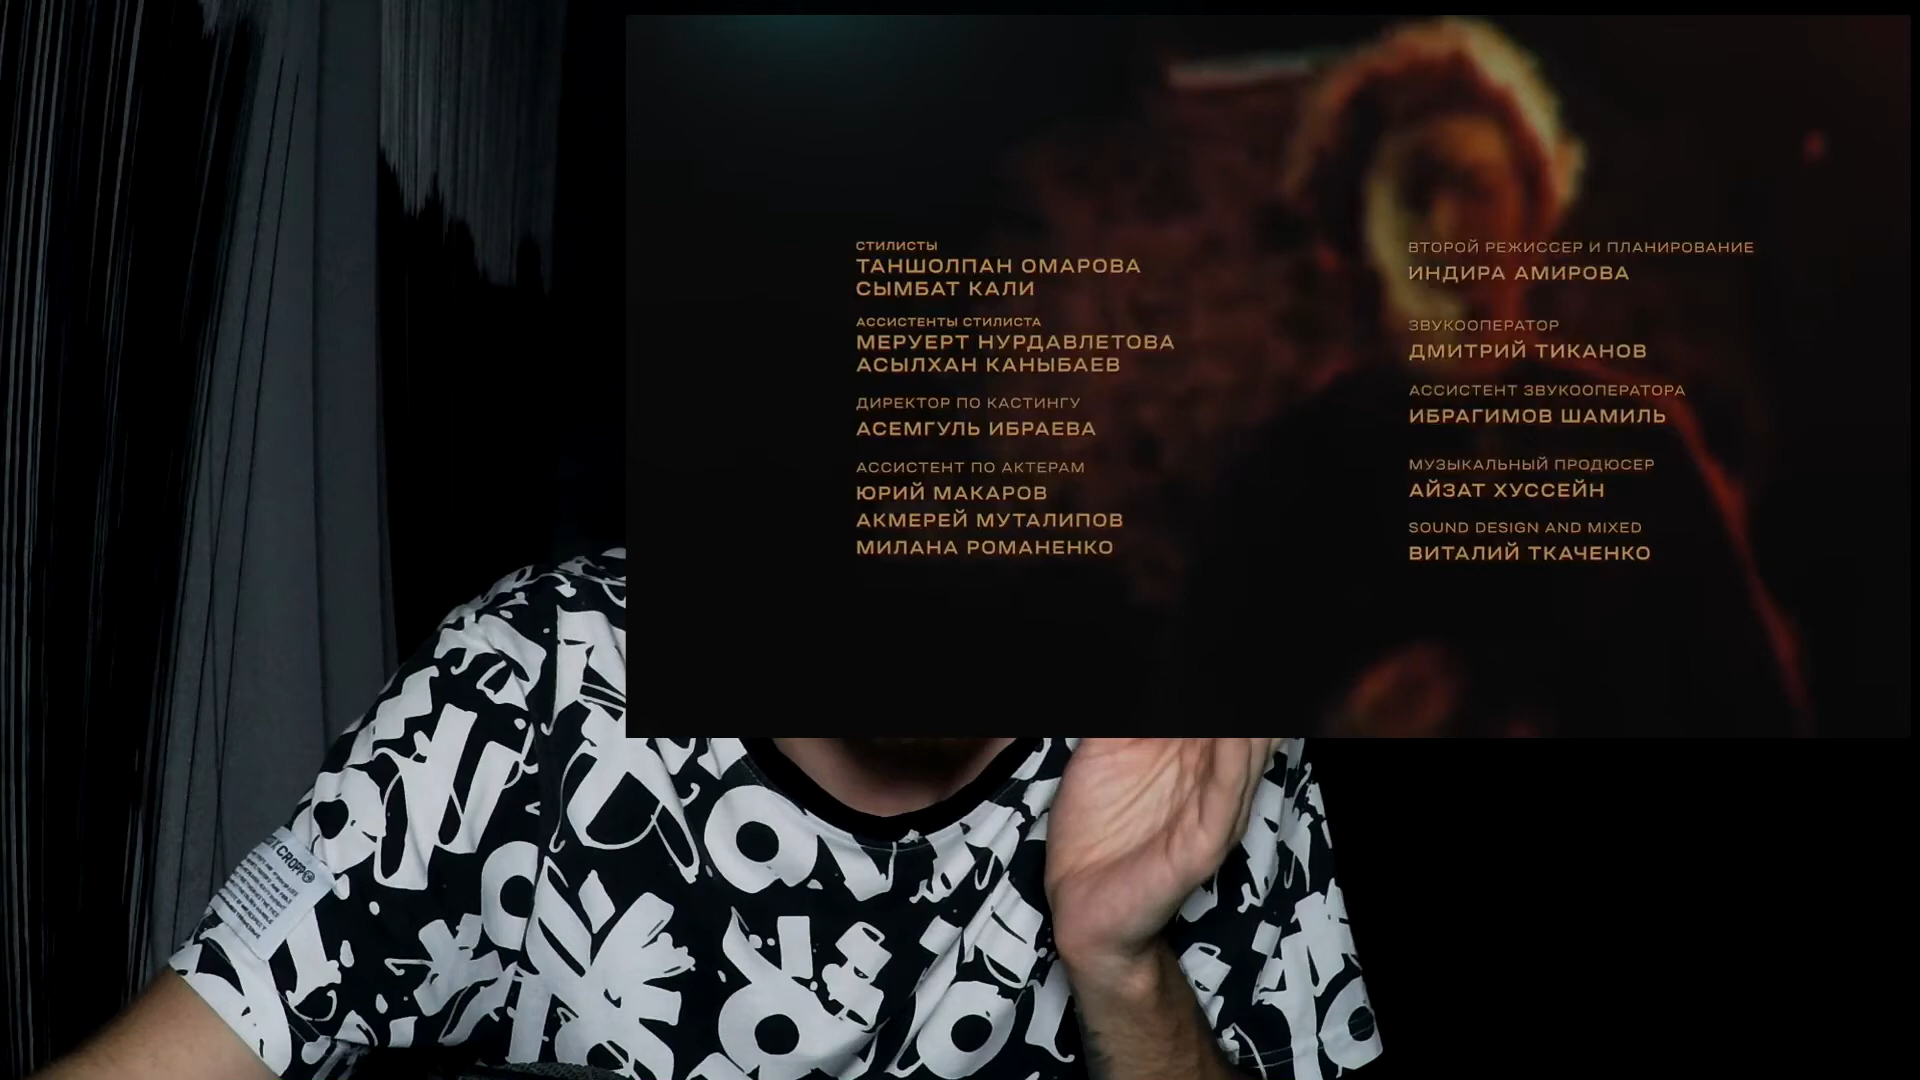 СТИЛИСТЫ
ТАНШОЛПАН ОМАРОВА
СЫМБАТ КАЛИ
АССИСТЕНТЫ СТИЛИСТА
МЕРУЕРТ НУРДАВЛЕТОВА
АСЫЛХАН КАНЫБАЕВ
ДИРЕКТОР ПО КАСТИНГУ
АСЕМГУЛЬ ИБРАЕВА
АССИСТЕНТ ПО АКТЕРАМ
ЮРИЙ МАКАРОВ
АКМЕРЕЙ МУТАЛИПОВ
МИЛАНА РОМАНЕНКО
ВТОРОЙ РЕЖИССЕР И ПЛАНИРОВАНИЕ
ИНДИРА АМИРОВА
ЗВУКООПЕРАТОР
ДМИТРИЙ ТИКАНОВ
АССИСТЕНТ ЗВУКООПЕРАТОРА
ИБРАГИМОВ ШАМИЛЬ
МУЗЫКАЛЬНЫЙ ПРОДЮСЕР
АЙЗАТ ХУССЕЙН
SOUND DESIGN AND MIXED
ВИТАЛИЙ ТКАЧЕНКО
CROPP